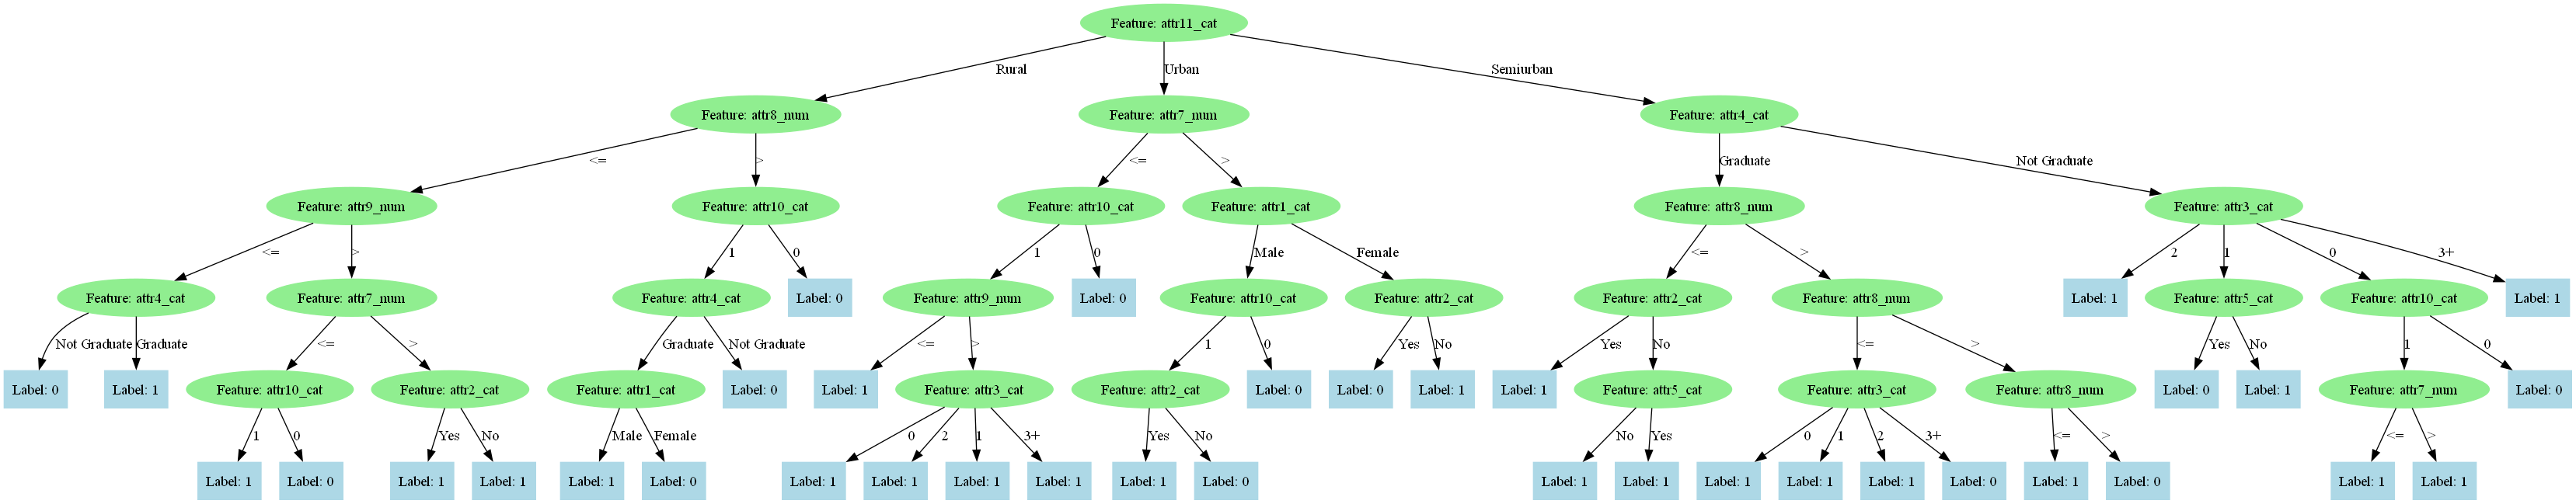 Feature: attr11_cat
Rural
Urban
Semiurban
Feature: attr8_num
Feature: attr7_num
Feature: attr4_cat
<=
>
<=
>
Graduate
Not Graduate
Feature: attr9_num
Feature: attr10_cat
Feature: attr10_cat
Feature: attr1_cat
Feature: attr8_num
Feature: attr3_cat
<=
>
1
0
1
0
Male
Female
<=
>
2
1
0
3+
Feature: attr4_cat
Feature: attr7_num
Feature: attr4_cat
Label: 0
Feature: attr9_num
Label: 0
Feature: attr10_cat
Feature: attr2_cat
Feature: attr2_cat
Feature: attr8_num
Label: 1
Feature: attr5_cat
Feature: attr10_cat
Label: 1
Not Graduate
Graduate
<=
>
Graduate
Not Graduate
<=
>
1
0
Yes
No
Yes
No
<=
>
Yes
No
1
0
Label: 0
Label: 1
Feature: attr10_cat
Feature: attr2_cat
Feature: attr1_cat
Label: 0
Label: 1
Feature: attr3_cat
Feature: attr2_cat
Label: 0
Label: 0
Label: 1
Label: 1
Feature: attr5_cat
Feature: attr3_cat
Feature: attr8_num
Label: 0
Label: 1
Feature: attr7_num
Label: 0
1
0
Yes
No
Male
Female
0
2
1
3+
Yes
No
No
Yes
0
1
2
3+
<=
>
<=
>
Label: 1
Label: 0
Label: 1
Label: 1
Label: 1
Label: 0
Label: 1
Label: 1
Label: 1
Label: 1
Label: 1
Label: 0
Label: 1
Label: 1
Label: 1
Label: 1
Label: 1
Label: 0
Label: 1
Label: 0
Label: 1
Label: 1